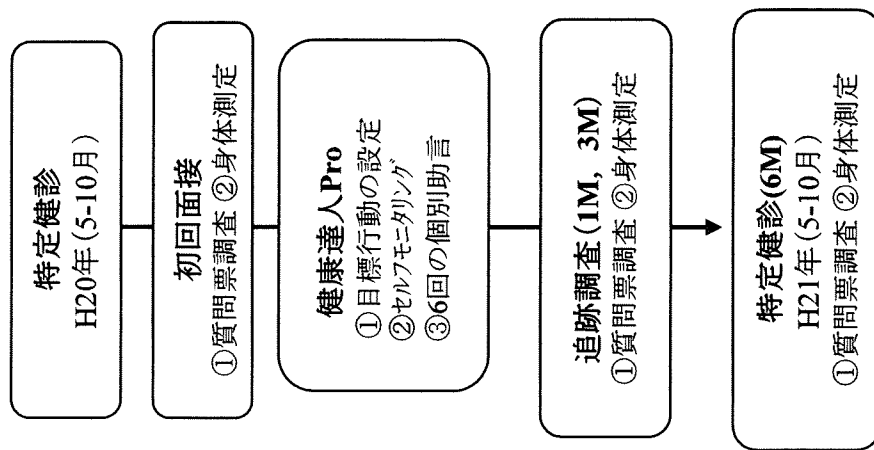 特定健診
H20年(5-10月)
初回面接
①質問票調査 ②身体測定
健康達人Pro
①目標行動の設定
②セルフモニタリング
③6回の個別助言
追跡調査(1M, 3M)
①質問票調査 ②身体測定
特定健診(6M)
H21年(5-10月)
①質問票調査 ②身体測定